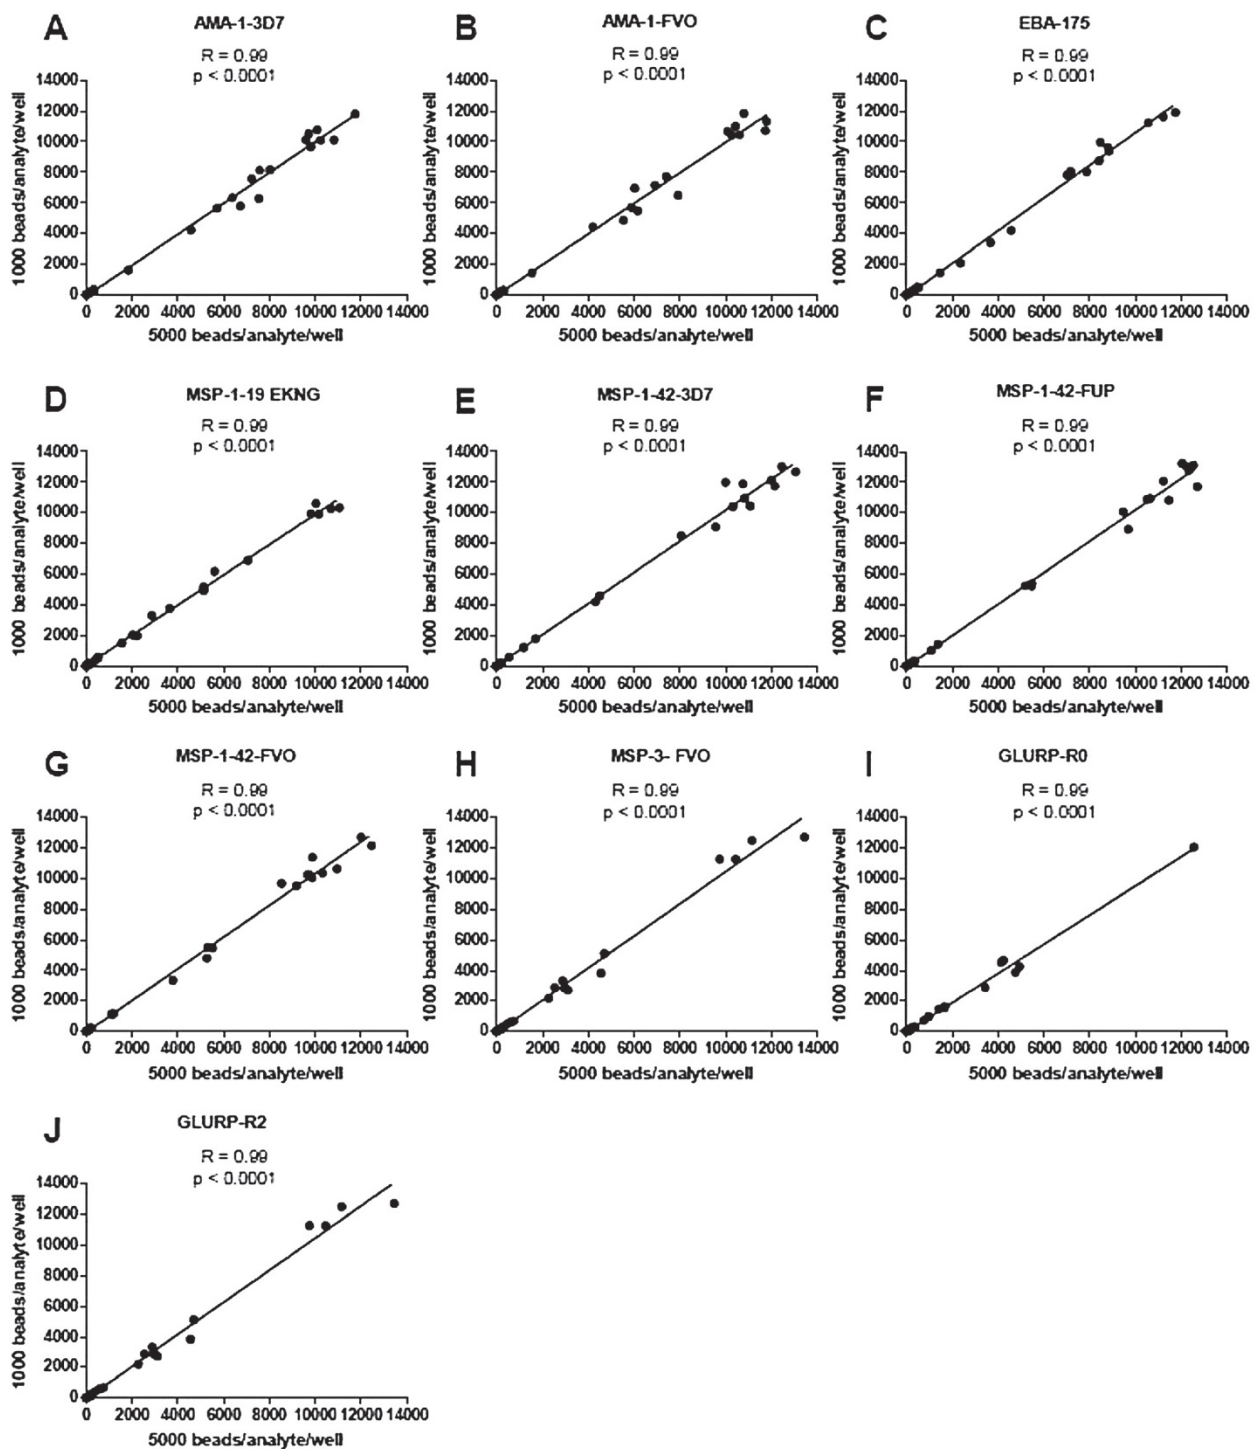 A
AMA-1-3D7
R = 0.99
p < 0.0001
14000
12000
10000
8000
6000
4000
2000
0
1000 beads/analyte/well
0 2000 4000 6000 8000 10000 12000 14000
5000 beads/analyte/well
B
AMA-1-FVO
R = 0.99
p < 0.0001
14000
12000
10000
8000
6000
4000
2000
0
1000 beads/analyte/well
0 2000 4000 6000 8000 10000 12000 14000
5000 beads/analyte/well
C
EBA-175
R = 0.99
p < 0.0001
14000
12000
10000
8000
6000
4000
2000
0
1000 beads/analyte/well
0 2000 4000 6000 8000 10000 12000 14000
5000 beads/analyte/well
D
MSP-1-19 EKNG
R = 0.99
p < 0.0001
14000
12000
10000
8000
6000
4000
2000
0
1000 beads/analyte/well
0 2000 4000 6000 8000 10000 12000 14000
5000 beads/analyte/well
E
MSP-1-42-3D7
R = 0.99
p < 0.0001
14000
12000
10000
8000
6000
4000
2000
0
1000 beads/analyte/well
0 2000 4000 6000 8000 10000 12000 14000
5000 beads/analyte/well
F
MSP-1-42-FUP
R = 0.99
p < 0.0001
14000
12000
10000
8000
6000
4000
2000
0
1000 beads/analyte/well
0 2000 4000 6000 8000 10000 12000 14000
5000 beads/analyte/well
G
MSP-1-42-FVO
R = 0.99
p < 0.0001
14000
12000
10000
8000
6000
4000
2000
0
1000 beads/analyte/well
0 2000 4000 6000 8000 10000 12000 14000
5000 beads/analyte/well
H
MSP-3- FVO
R = 0.99
p < 0.0001
14000
12000
10000
8000
6000
4000
2000
0
1000 beads/analyte/well
0 2000 4000 6000 8000 10000 12000 14000
5000 beads/analyte/well
I
GLURP-R0
R = 0.99
p < 0.0001
14000
12000
10000
8000
6000
4000
2000
0
1000 beads/analyte/well
0 2000 4000 6000 8000 10000 12000 14000
5000 beads/analyte/well
J
GLURP-R2
R = 0.99
p < 0.0001
14000
12000
10000
8000
6000
4000
2000
0
1000 beads/analyte/well
0 2000 4000 6000 8000 10000 12000 14000
5000 beads/analyte/well